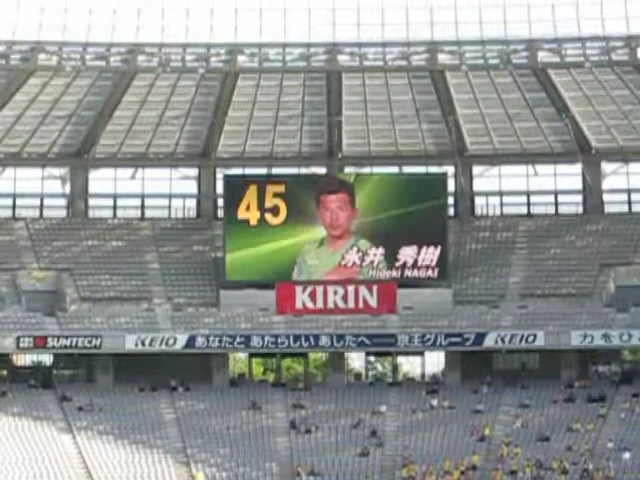 45
永井 秀樹
Hideki NAGAI
KIRIN
SUNTECH
KEIO
あなたと あたらしい あしたへ 京王グループ
KEIO
力をひ